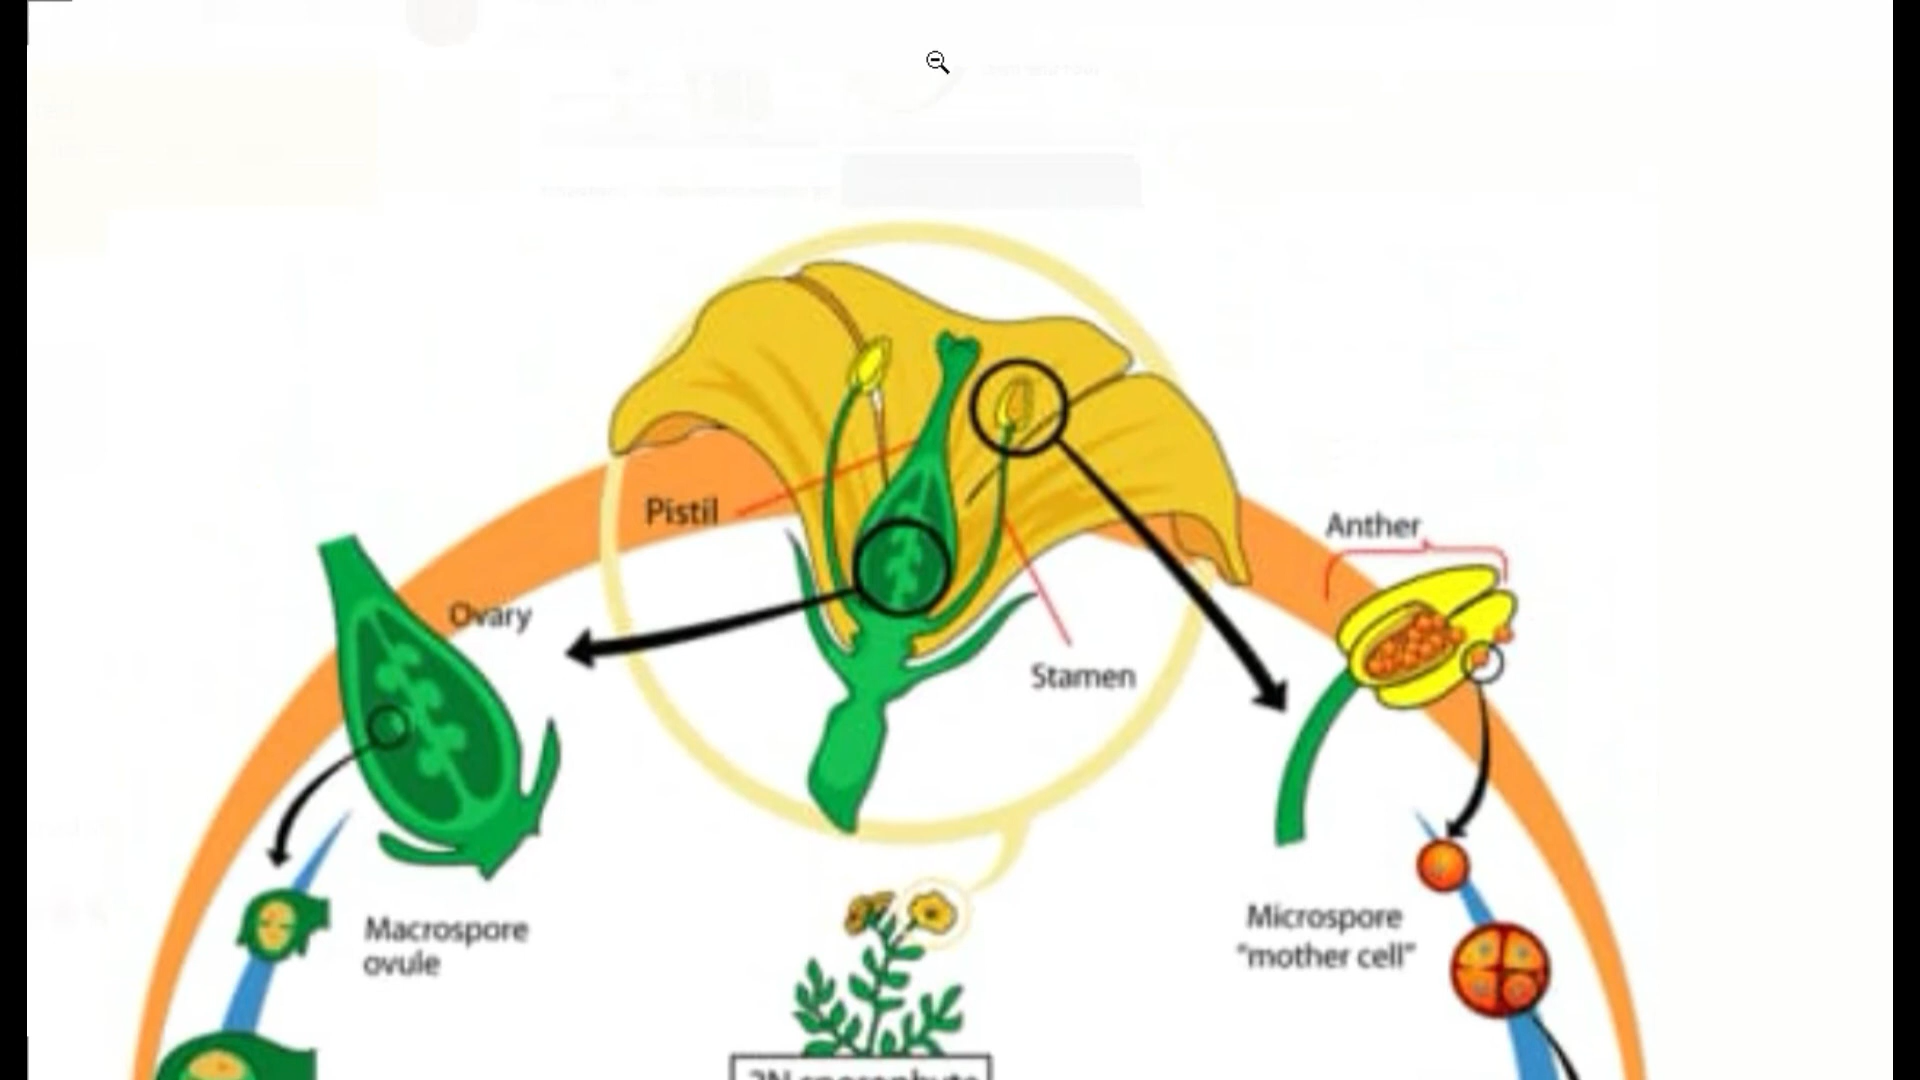 Pistil
Anther
Ovary
Stamen
Macrospore
ovule
Microspore
"mother cell"
2N sporophyte